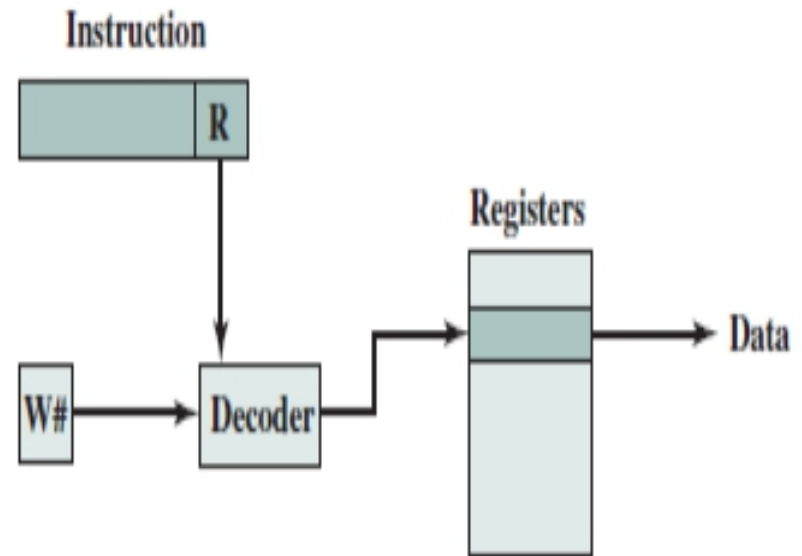 Instruction
R
Registers
Data
W#
Decoder